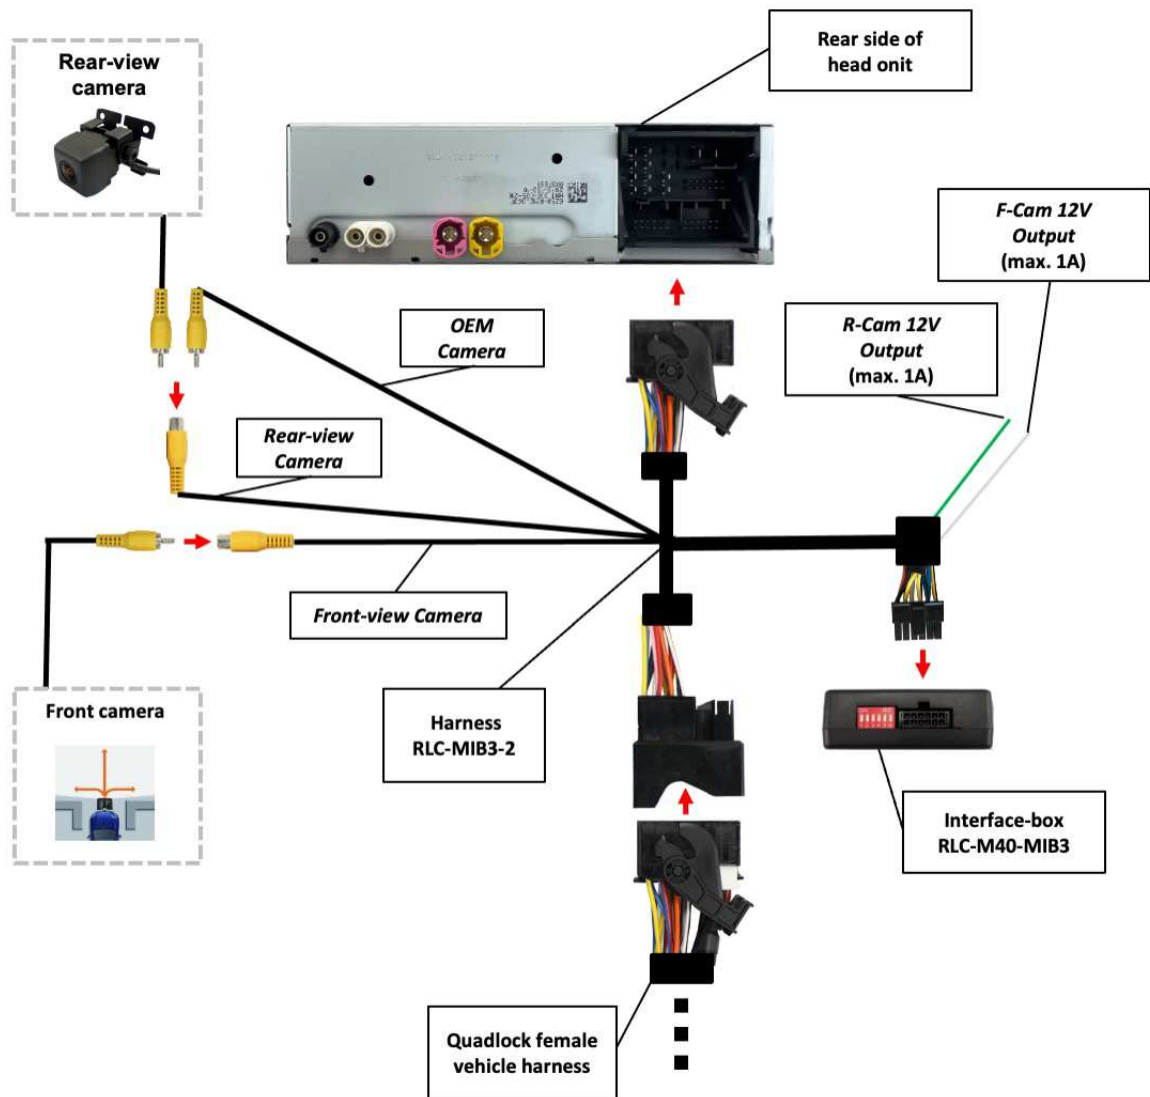 Rear-view
camera
Rear side of
head onit
F-Cam 12V
Output
(max. 1A)
R-Cam 12V
Output
(max. 1A)
OEM
Camera
Rear-view
Camera
Front-view Camera
Front camera
Harness
RLC-MIB3-2
Interface-box
RLC-M40-MIB3
Quadlock female
vehicle harness